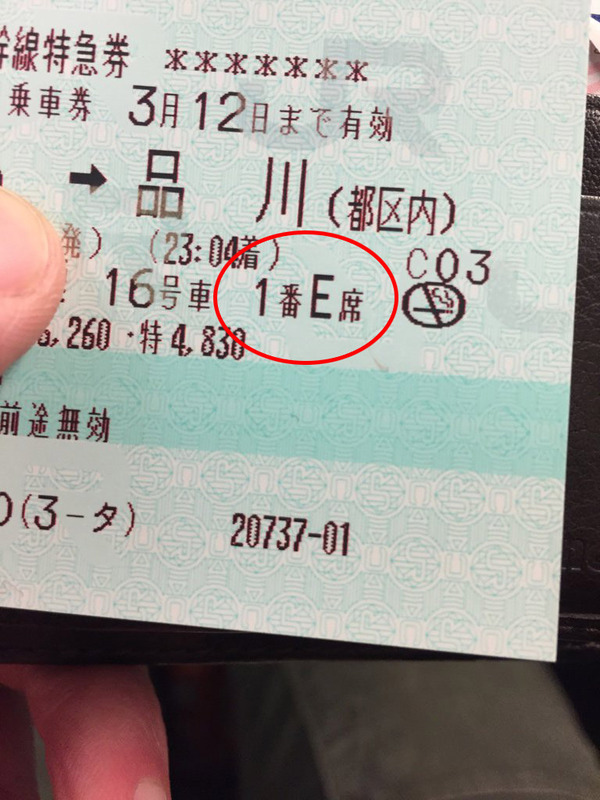 線特急券 *******
乗車券 3月12日まで有効
→品 川(都区内)
発) (23:04着) C03
16号車 1番E席
,260・特4,830
前途無効
(3-タ) 20737-01